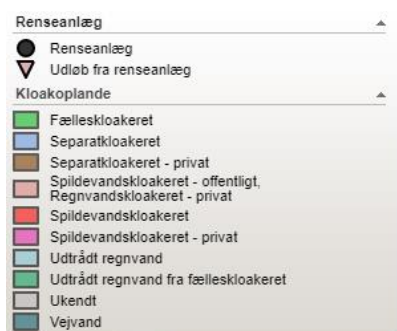 Renseanlæg
Renseanlæg
Udløb fra renseanlæg
Kloakoplande
Fælleskloakeret
Separatkloakeret
Separatkloakeret - privat
Spildevandskloakeret - offentligt,
Regnvandskloakeret - privat
Spildevandskloakeret
Spildevandskloakeret - privat
Udtrådt regnvand
Udtrådt regnvand fra fælleskloakeret
Ukendt
Vejvand